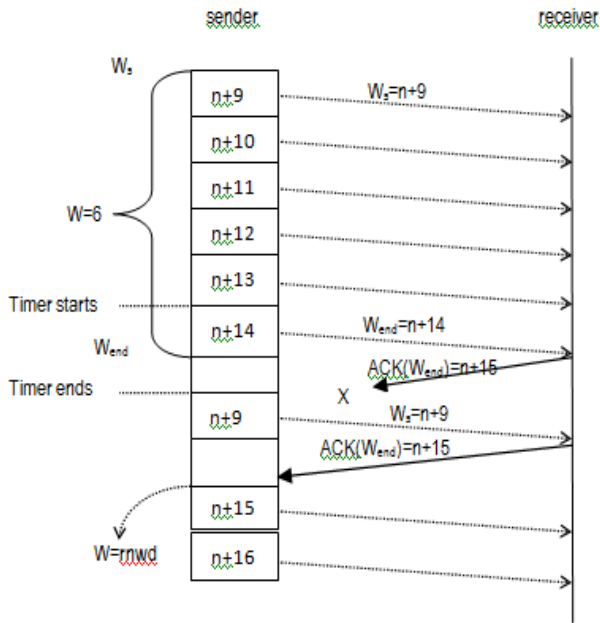 sender
receiver
Ws
n+9
Ws=n+9
n+10
n+11
W=6
n+12
n+13
Timer starts
n+14
Wend=n+14
Wend
ACK(Wend)=n+15
Timer ends
X
n+9
Ws=n+9
ACK(Wend)=n+15
n+15
W=rnwd
n+16